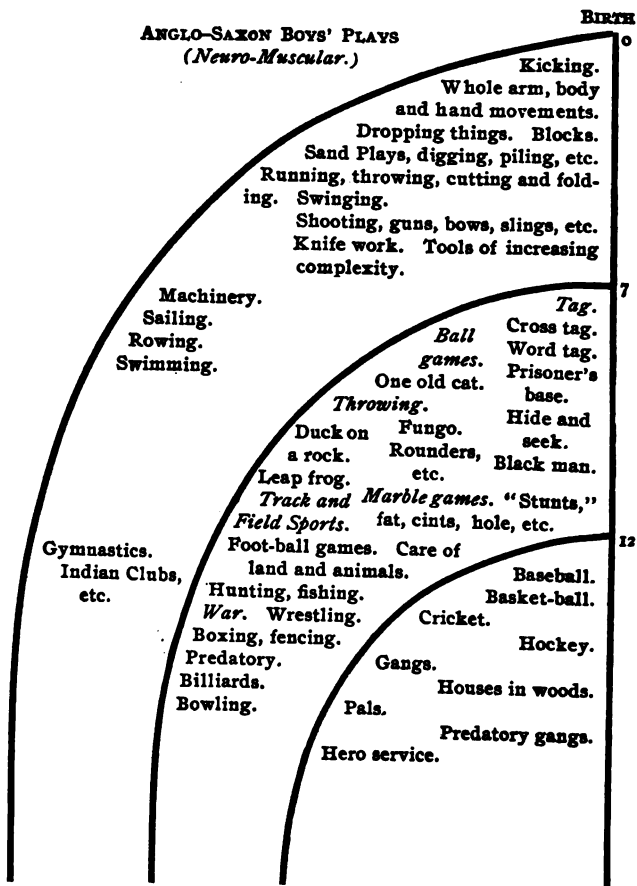 BIRTH
ANGLO-SAXON BOYS' PLAYS
(Neuro-Muscular.)
0
Kicking.
Whole arm, body
and hand movements.
Dropping things. Blocks.
Sand Plays, digging, piling, etc.
Running, throwing, cutting and fold-
ing. Swinging.
Shooting, guns, bows, slings, etc.
Knife work. Tools of increasing
complexity.
Machinery.
Sailing.
Rowing.
Swimming.
Gymnastics.
Indian Clubs,
etc.
7
Tag.
Cross tag.
Word tag.
Prisoner's
base.
Hide and
seek.
Black man.
Ball
games.
One old cat.
Throwing.
Fungo.
Rounders,
etc.
Duck on
a rock.
Leap frog.
Marble games. "Stunts,"
fat, cints, hole, etc.
Track and
Field Sports.
Foot-ball games. Care of
land and animals.
Hunting, fishing.
War. Wrestling.
Boxing, fencing.
Predatory.
Billiards.
Bowling.
12
Baseball.
Basket-ball.
Cricket.
Hockey.
Gangs.
Houses in woods.
Pals.
Predatory gangs.
Hero service.